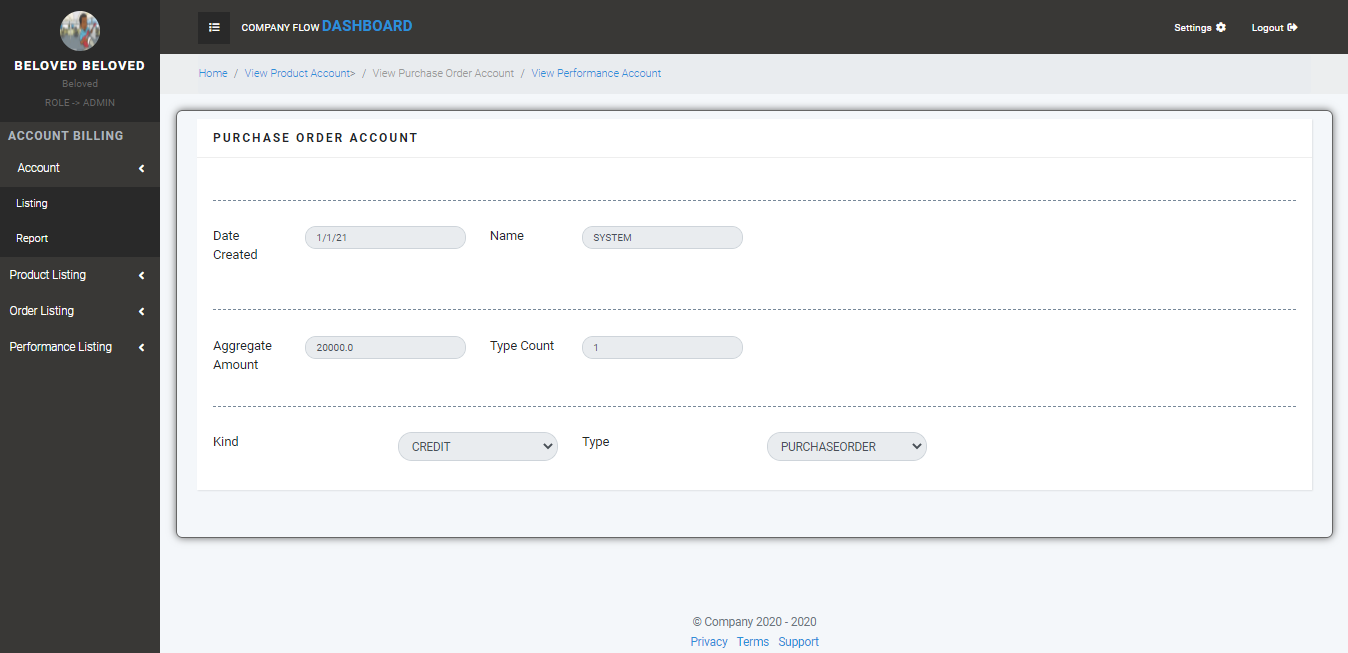 BELOVED BELOVED
Beloved
ROLE -> ADMIN
ACCOUNT BILLING
Account
Listing
Report
Product Listing
Order Listing
Performance Listing
COMPANY FLOW DASHBOARD
Settings
Logout
Home / View Product Account> / View Purchase Order Account / View Performance Account
PURCHASE ORDER ACCOUNT
Date Created 1/1/21 Name SYSTEM
Aggregate Amount 20000.0 Type Count 1
Kind CREDIT Type PURCHASEORDER
© Company 2020 - 2020
Privacy Terms Support